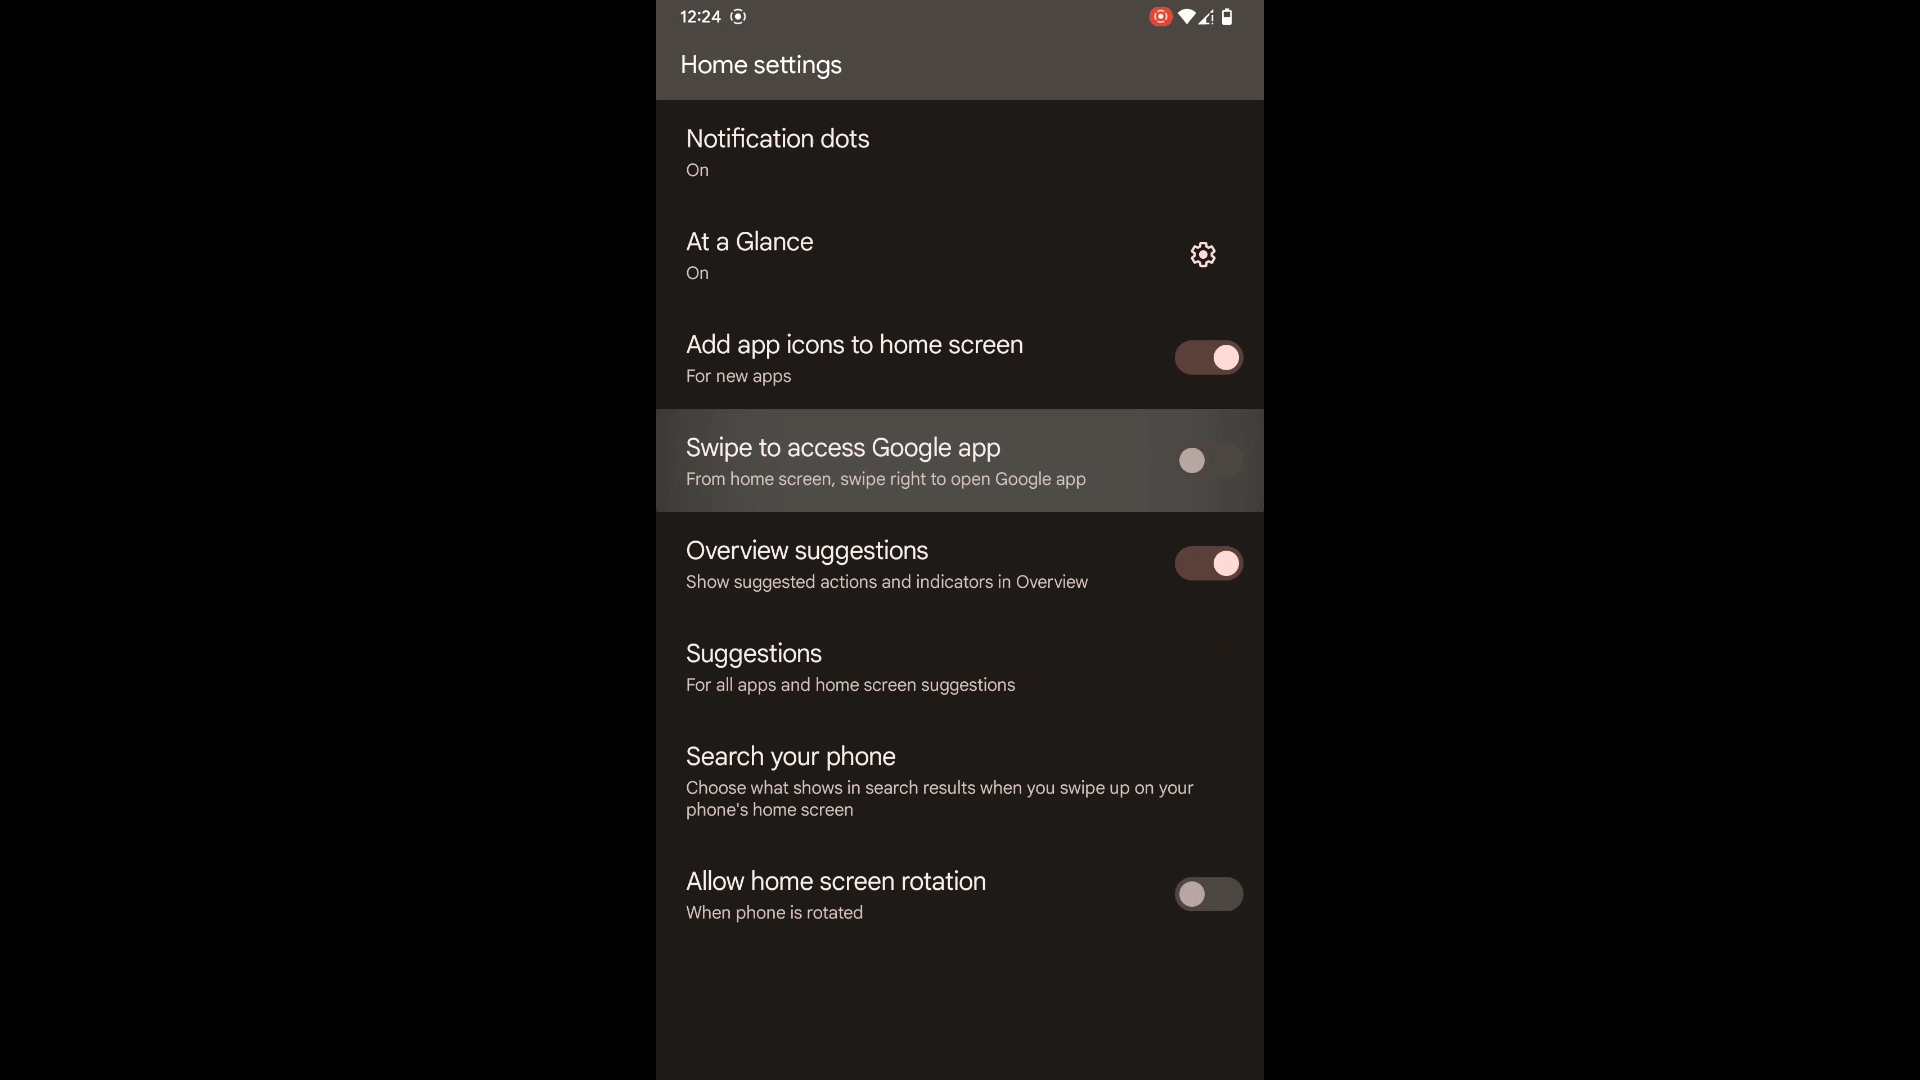 12:24
Home settings
Notification dots
On
At a Glance
On
Add app icons to home screen
For new apps
Swipe to access Google app
From home screen, swipe right to open Google app
Overview suggestions
Show suggested actions and indicators in Overview
Suggestions
For all apps and home screen suggestions
Search your phone
Choose what shows in search results when you swipe up on your
phone's home screen
Allow home screen rotation
When phone is rotated